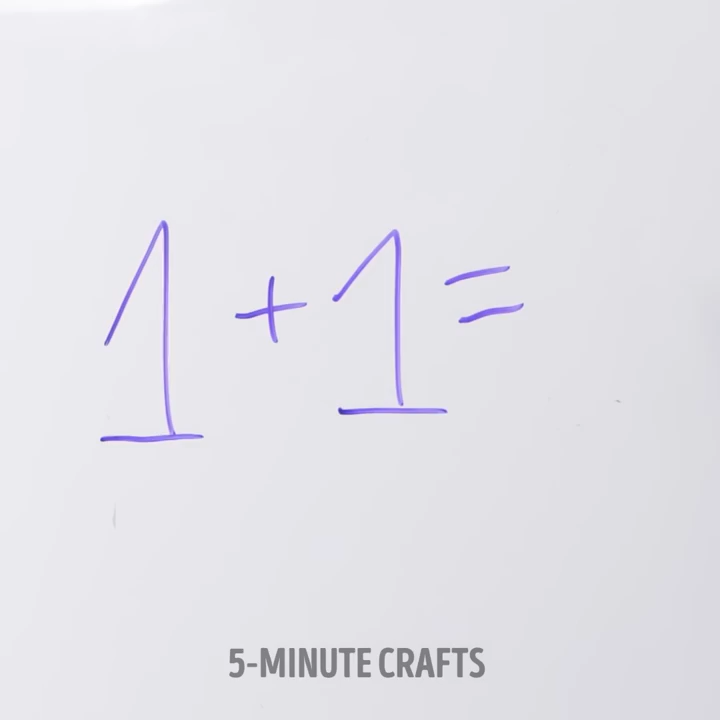 1 + 1 =
5-MINUTE CRAFTS